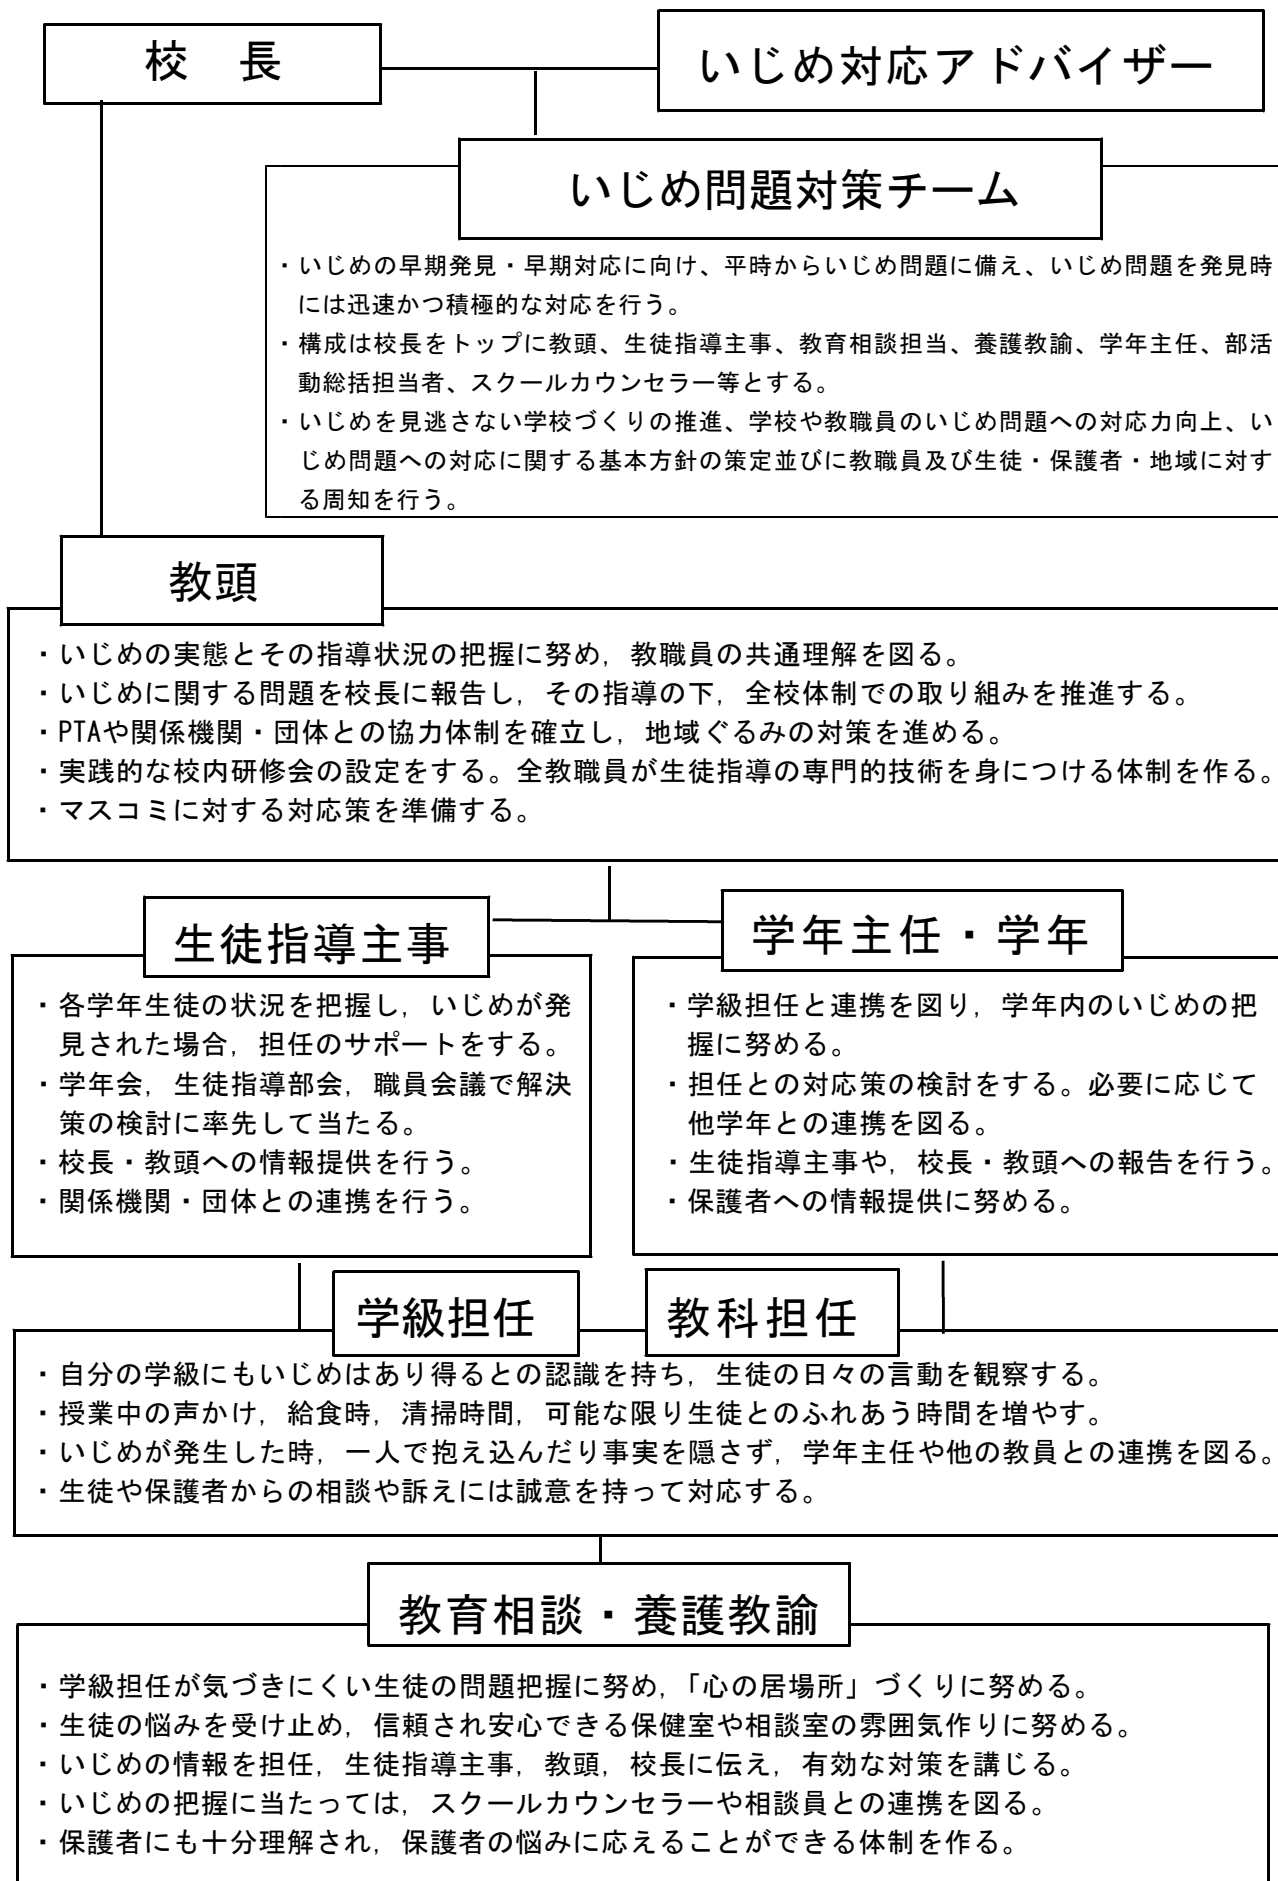 校　長
いじめ対応アドバイザー
いじめ問題対策チーム
・いじめの早期発見・早期対応に向け、平時からいじめ問題に備え、いじめ問題を発見時
には迅速かつ積極的な対応を行う。
・構成は校長をトップに教頭、生徒指導主事、教育相談担当、養護教諭、学年主任、部活
動総括担当者、スクールカウンセラー等とする。
・いじめを見逃さない学校づくりの推進、学校や教職員のいじめ問題への対応力向上、い
じめ問題への対応に関する基本方針の策定並びに教職員及び生徒・保護者・地域に対す
る周知を行う。
教頭
・いじめの実態とその指導状況の把握に努め，教職員の共通理解を図る。
・いじめに関する問題を校長に報告し，その指導の下，全校体制での取り組みを推進する。
・PTAや関係機関・団体との協力体制を確立し，地域ぐるみの対策を進める。
・実践的な校内研修会の設定をする。全教職員が生徒指導の専門的技術を身につける体制を作る。
・マスコミに対する対応策を準備する。
生徒指導主事
・各学年生徒の状況を把握し，いじめが発
見された場合，担任のサポートをする。
・学年会，生徒指導部会，職員会議で解決
策の検討に率先して当たる。
・校長・教頭への情報提供を行う。
・関係機関・団体との連携を行う。
学年主任・学年
・学級担任と連携を図り，学年内のいじめの把
握に努める。
・担任との対応策の検討をする。必要に応じて
他学年との連携を図る。
・生徒指導主事や，校長・教頭への報告を行う。
・保護者への情報提供に努める。
学級担任
教科担任
・自分の学級にもいじめはあり得るとの認識を持ち，生徒の日々の言動を観察する。
・授業中の声かけ，給食時，清掃時間，可能な限り生徒とのふれあう時間を増やす。
・いじめが発生した時，一人で抱え込んだり事実を隠さず，学年主任や他の教員との連携を図る。
・生徒や保護者からの相談や訴えには誠意を持って対応する。
教育相談・養護教諭
・学級担任が気づきにくい生徒の問題把握に努め，「心の居場所」づくりに努める。
・生徒の悩みを受け止め，信頼され安心できる保健室や相談室の雰囲気作りに努める。
・いじめの情報を担任，生徒指導主事，教頭，校長に伝え，有効な対策を講じる。
・いじめの把握に当たっては，スクールカウンセラーや相談員との連携を図る。
・保護者にも十分理解され，保護者の悩みに応えることができる体制を作る。